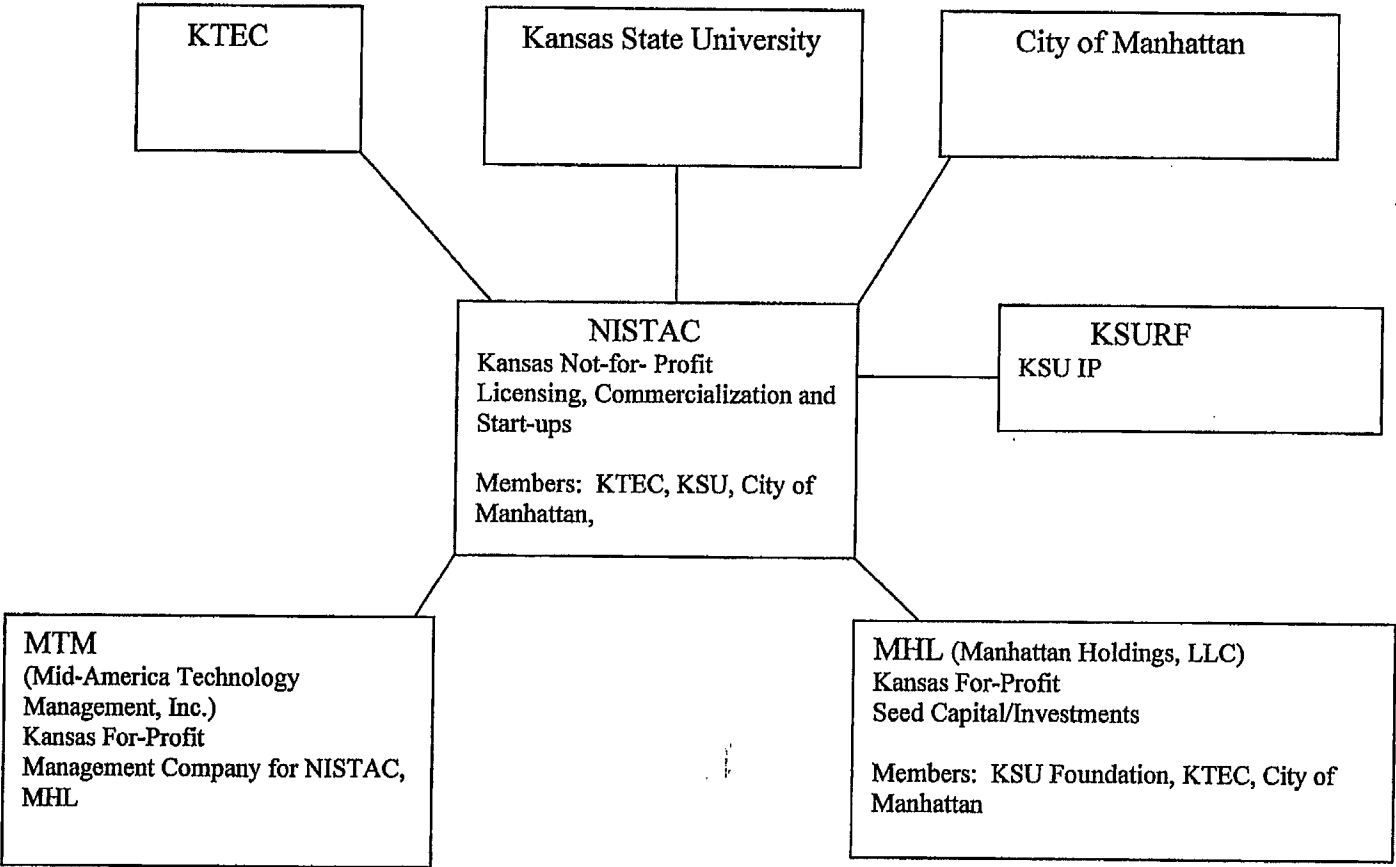 KTEC
Kansas State University
City of Manhattan
NISTAC
Kansas Not-for- Profit
Licensing, Commercialization and
Start-ups
Members: KTEC, KSU, City of
Manhattan,
KSURF
KSU IP
MTM
(Mid-America Technology
Management, Inc.)
Kansas For-Profit
Management Company for NISTAC,
MHL
MHL (Manhattan Holdings, LLC)
Kansas For-Profit
Seed Capital/Investments
Members: KSU Foundation, KTEC, City of
Manhattan